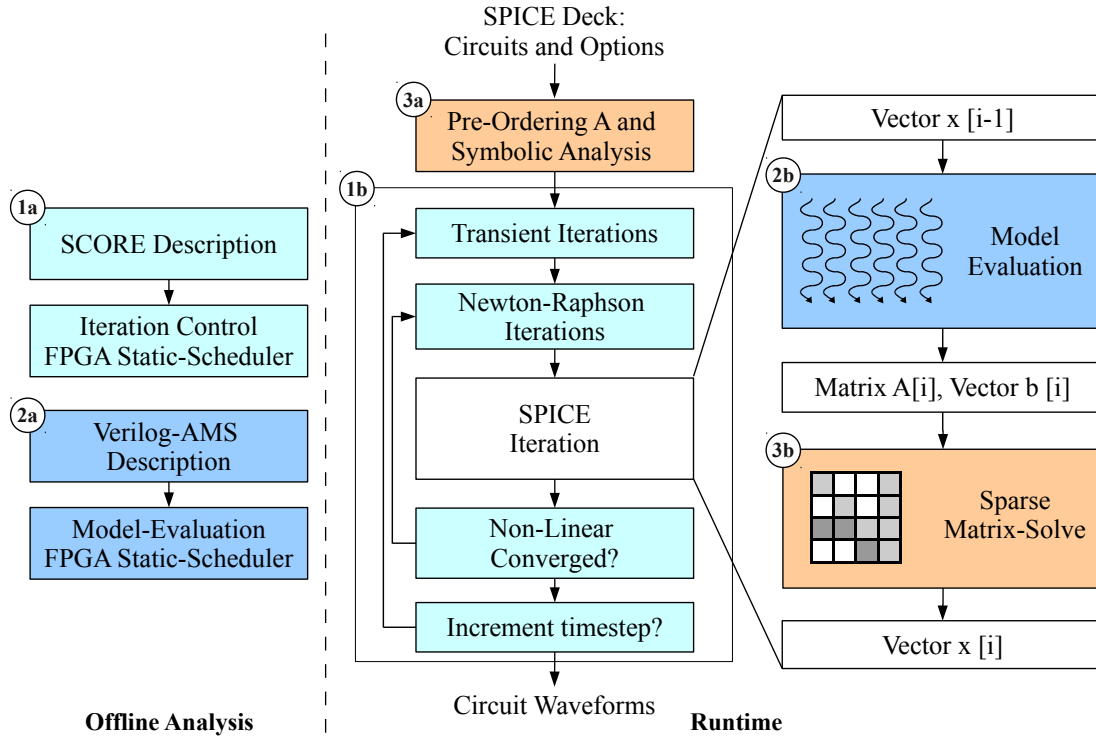 1a
SCORE Description
Iteration Control
FPGA Static-Scheduler
2a
Verilog-AMS
Description
Model-Evaluation
FPGA Static-Scheduler
Offline Analysis
SPICE Deck:
Circuits and Options
3a
Pre-Ordering A and
Symbolic Analysis
1b
Transient Iterations
Newton-Raphson
Iterations
SPICE
Iteration
Non-Linear
Converged?
Increment timestep?
Circuit Waveforms
Vector x [i-1]
2b
Model
Evaluation
Matrix A[i], Vector b [i]
3b
Sparse
Matrix-Solve
Vector x [i]
Runtime